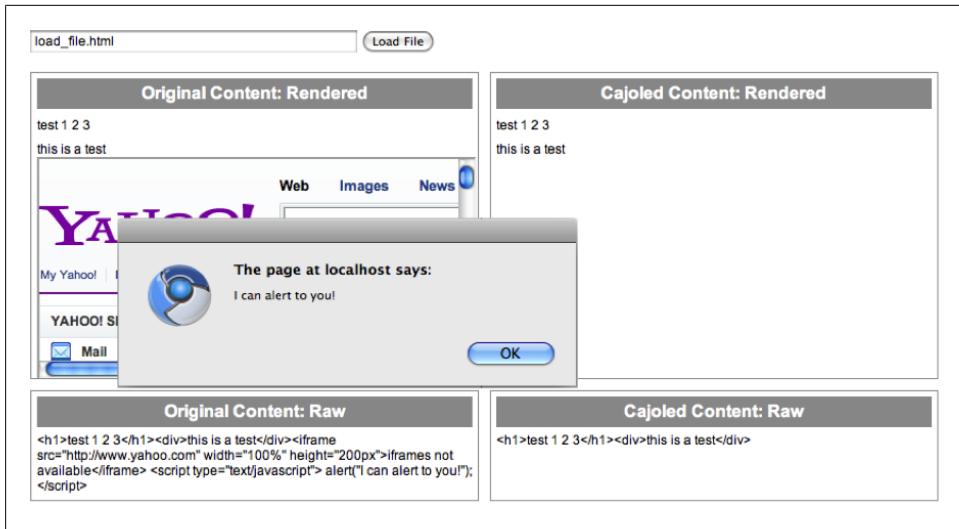 load_file.html
Load File
Original Content: Rendered
test 1 2 3
this is a test
Web Images News
My Yahoo!
YAHOO!
Mail
The page at localhost says:
I can alert to you!
OK
Cajoled Content: Rendered
test 1 2 3
this is a test
Original Content: Raw
<h1>test 1 2 3</h1><div>this is a test</div><iframe
src="http://www.yahoo.com" width="100%" height="200px">iframes not
available</iframe> <script type="text/javascript"> alert("I can alert to you!");
</script>
Cajoled Content: Raw
<h1>test 1 2 3</h1><div>this is a test</div>